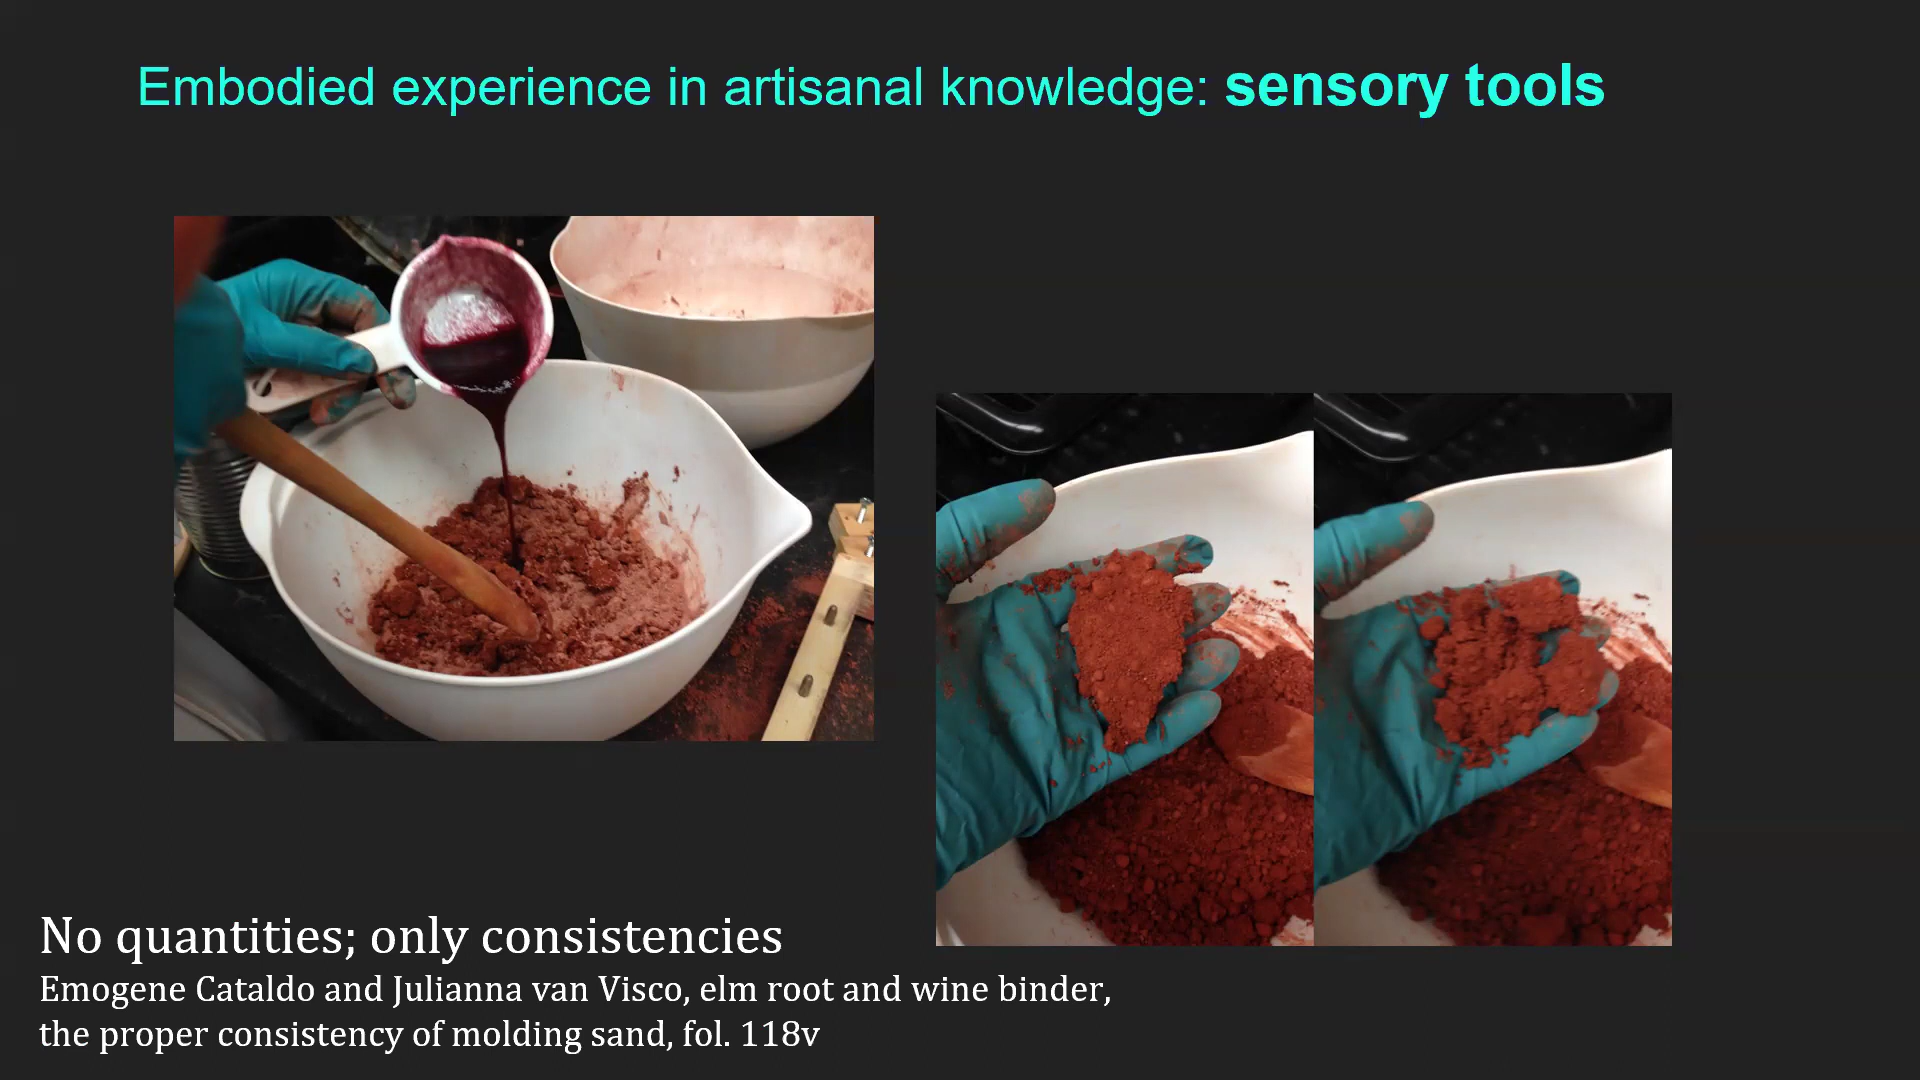 Embodied experience in artisanal knowledge: sensory tools
No quantities; only consistencies
Emogene Cataldo and Julianna van Visco, elm root and wine binder,
the proper consistency of molding sand, fol. 118v